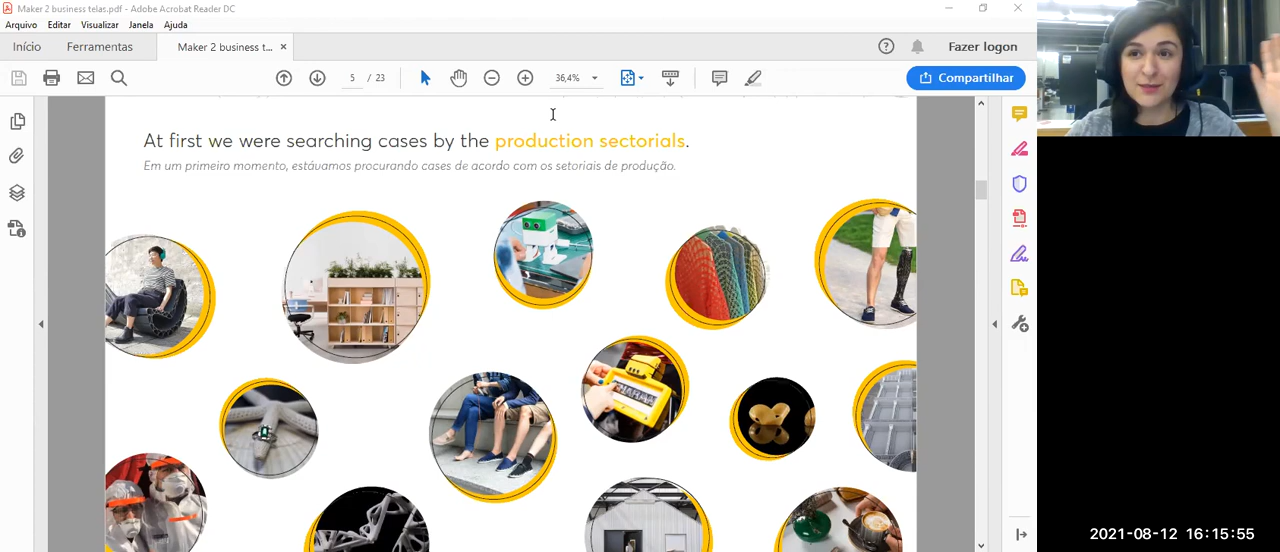 Maker 2 business telas.pdf - Adobe Acrobat Reader DC
Arquivo Editar Visualizar Janela Ajuda
Início Ferramentas Maker 2 business t... × Fazer logon
5 / 23 36,4% Compartilhar
At first we were searching cases by the production sectorials.
Em um primeiro momento, estávamos procurando cases de acordo com os setoriais de produção.
2021-08-12 16:15:55